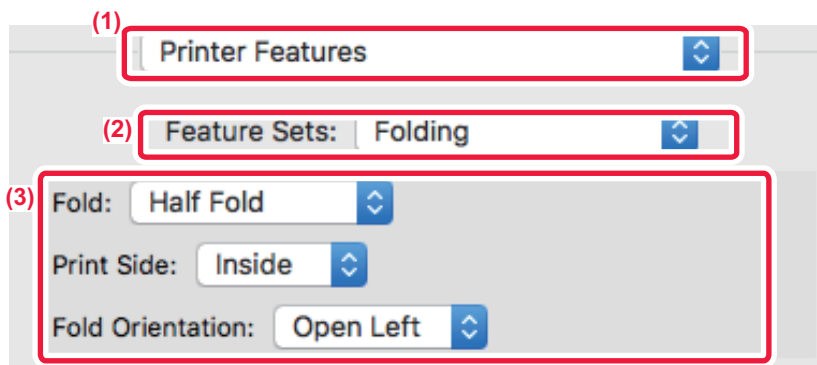 (1)
Printer Features
(2) Feature Sets: Folding
(3)
Fold: Half Fold
Print Side: Inside
Fold Orientation: Open Left